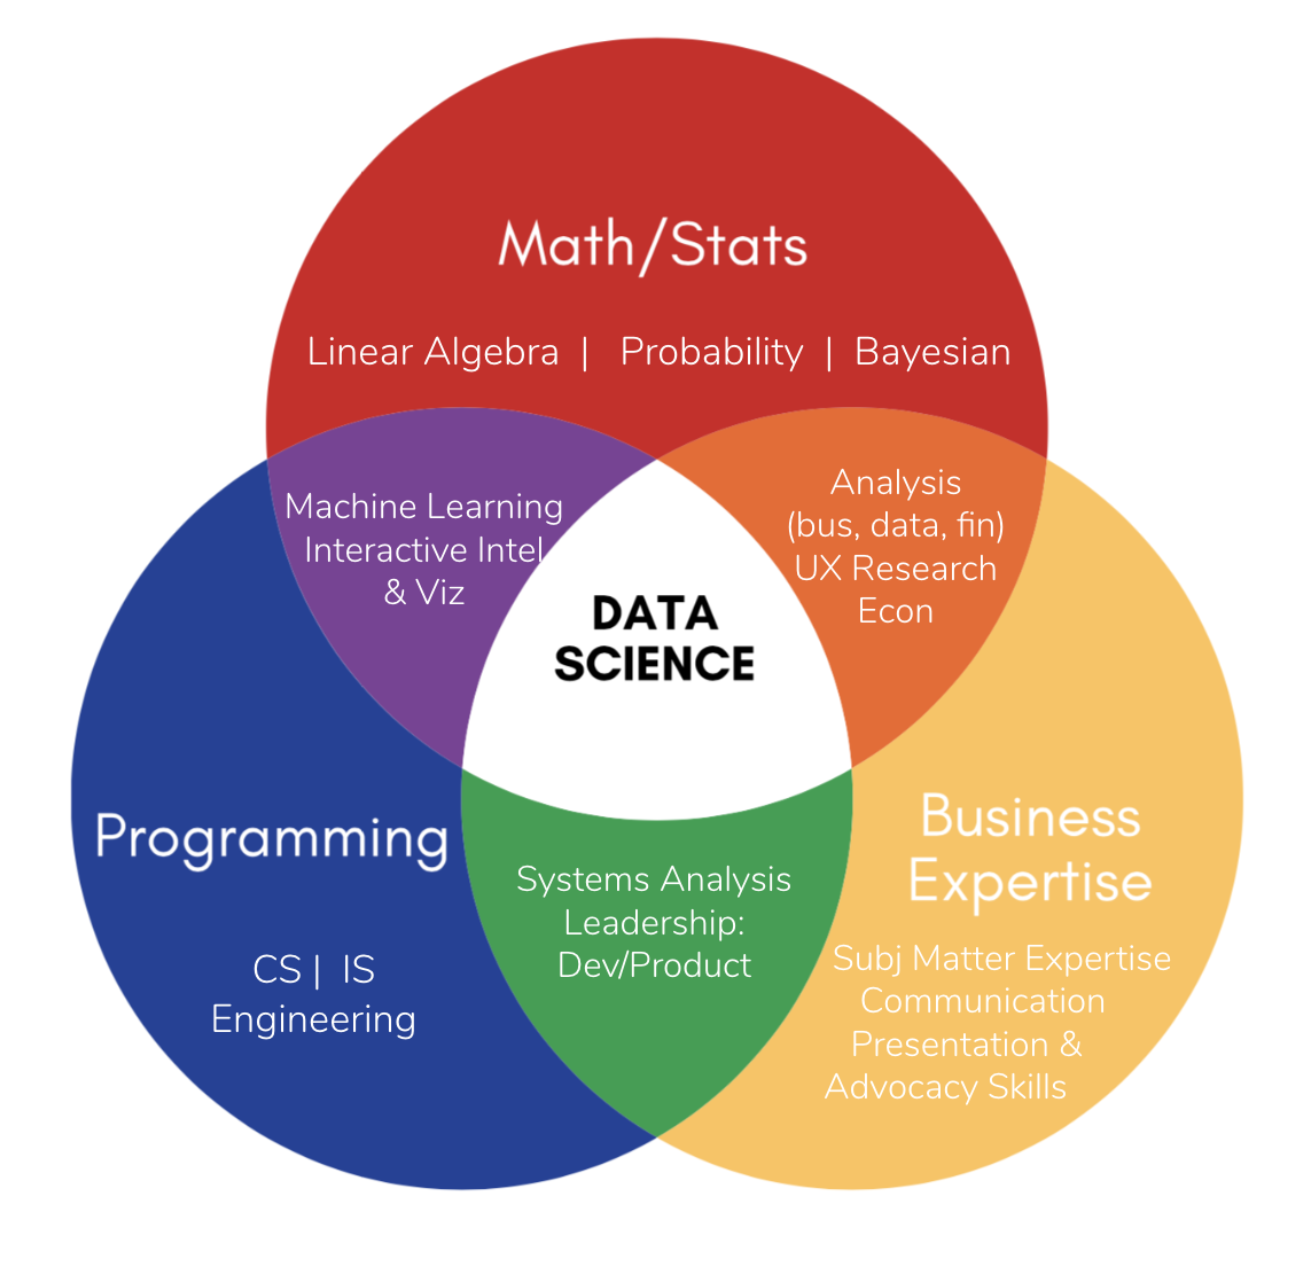 Math/Stats
Linear Algebra | Probability | Bayesian
Machine Learning
Interactive Intel
& Viz
Analysis
(bus, data, fin)
UX Research
Econ
DATA
SCIENCE
Programming
CS | IS
Engineering
Systems Analysis
Leadership:
Dev/Product
Business
Expertise
Subj Matter Expertise
Communication
Presentation &
Advocacy Skills